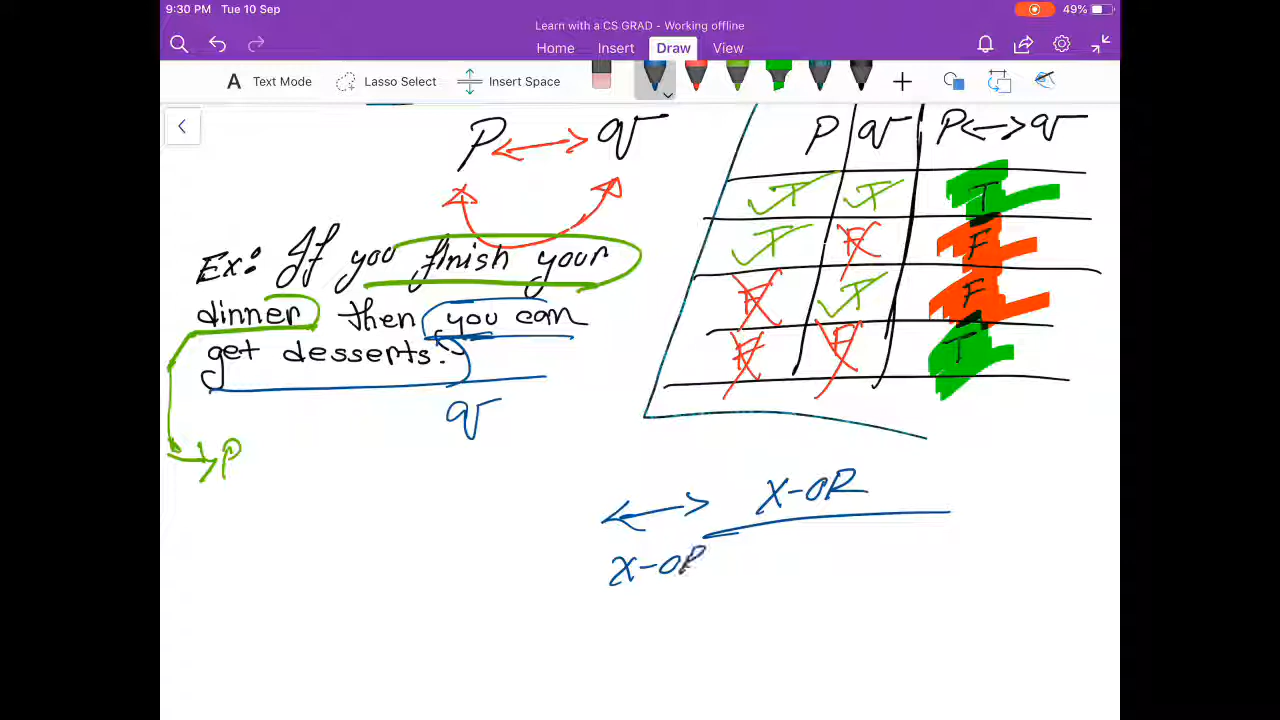 9:30 PM Tue 10 Sep
49%
Learn with a CS GRAD - Working offline
Home Insert Draw View
A Text Mode Lasso Select Insert Space
P ↔ q
Ex: If you finish your
dinner then you can
get desserts.
q
→ P
P q P ↔ q
T T T
T F F
F T F
F F T
↔ X-OR
X-OR